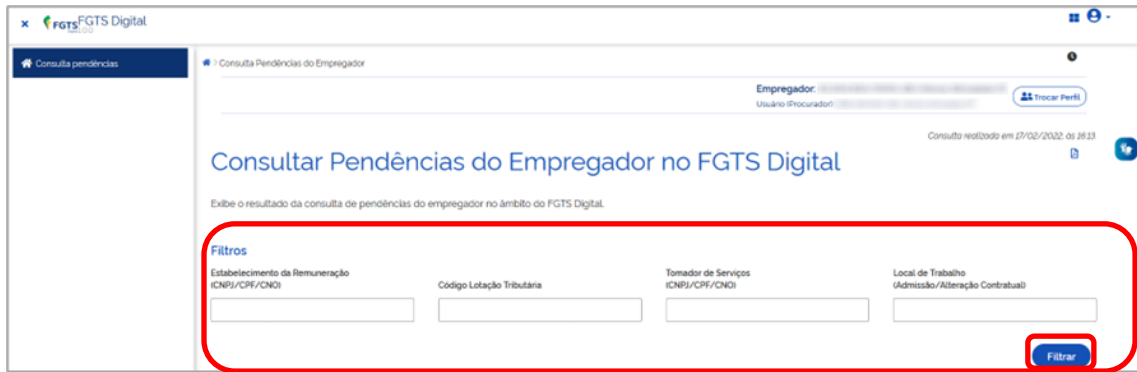 FGTS FGTS Digital
Consulta pendências
Consulta Pendências do Empregador
Empregador:
Usuário (Procurador)
Trocar Perfil
Consulta realizada em 17/02/2022, às 16:13.
Consultar Pendências do Empregador no FGTS Digital
Exibe o resultado da consulta de pendências do empregador no âmbito do FGTS Digital.
Filtros
Estabelecimento da Remuneração
(CNPJ/CPF/CNO)
Código Lotação Tributária
Tomador de Serviços
(CNPJ/CPF/CNO)
Local de Trabalho
(Admissão/Alteração Contratual)
Filtrar